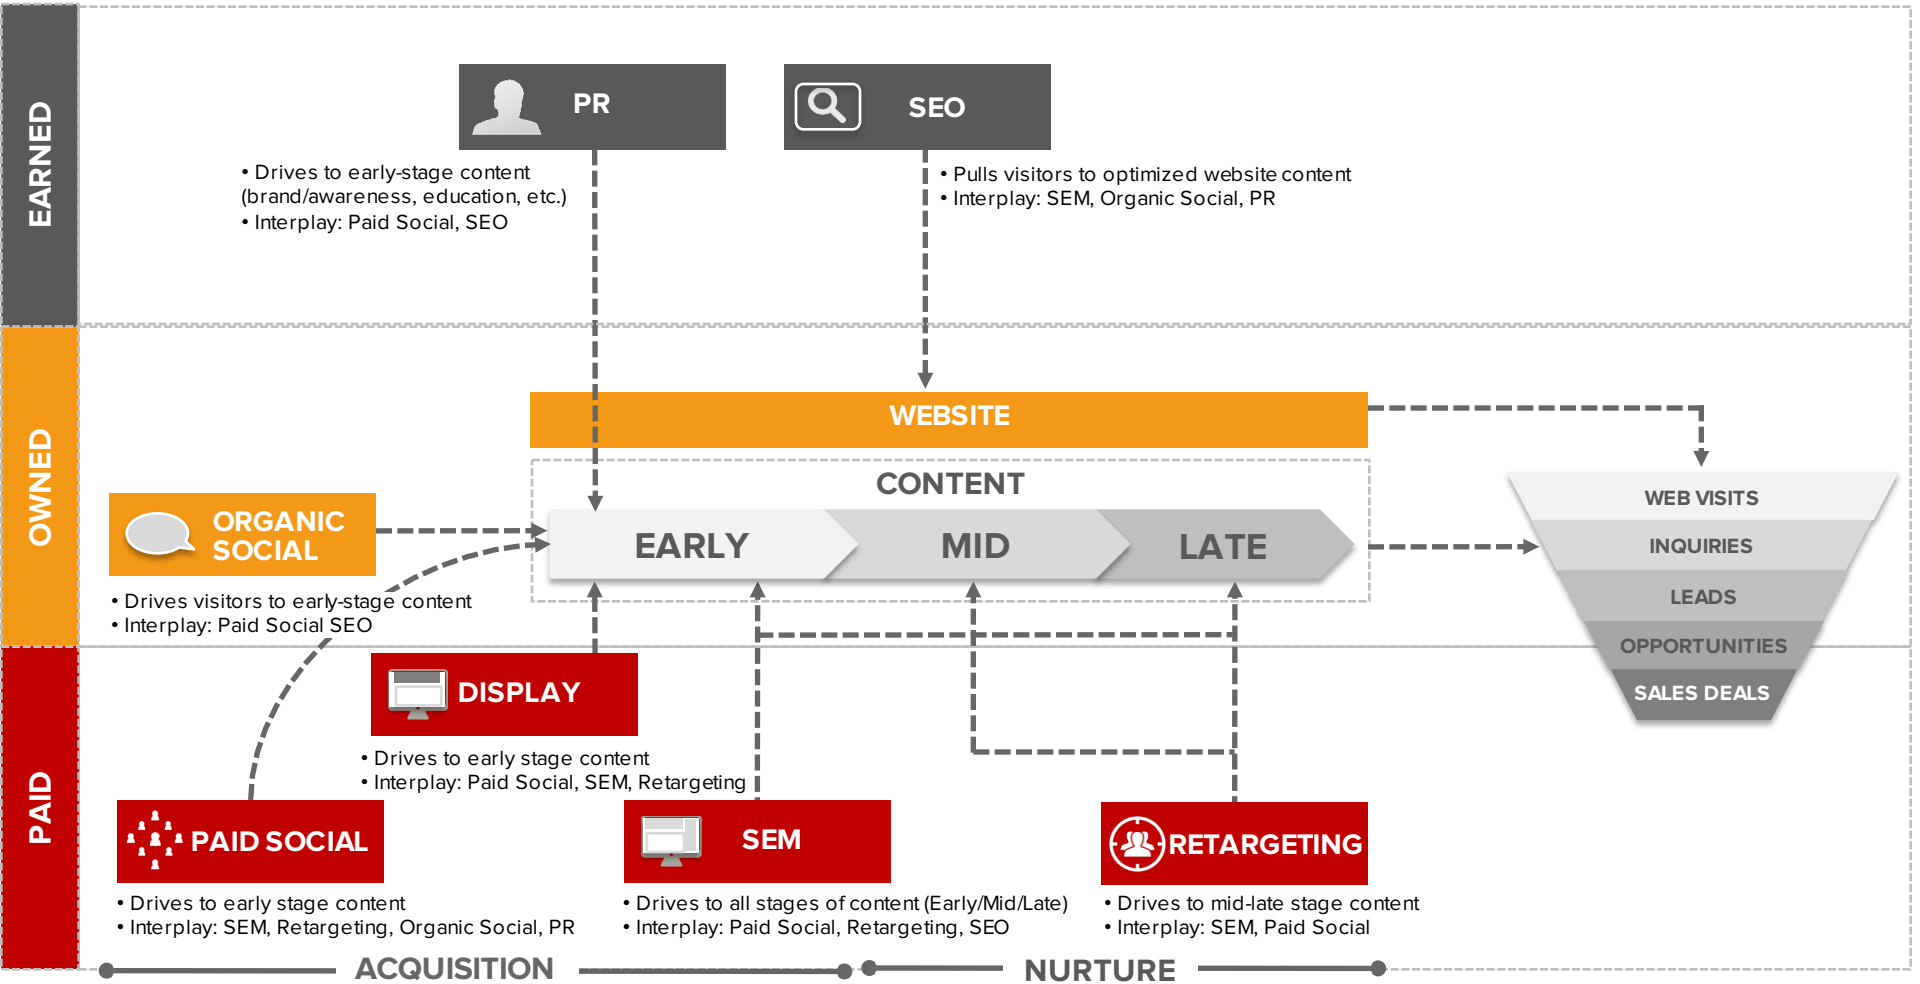 EARNED
PR
SEO
• Drives to early-stage content
(brand/awareness, education, etc.)
• Interplay: Paid Social, SEO
• Pulls visitors to optimized website content
• Interplay: SEM, Organic Social, PR
OWNED
WEBSITE
CONTENT
ORGANIC
SOCIAL
EARLY
MID
LATE
• Drives visitors to early-stage content
• Interplay: Paid Social SEO
WEB VISITS
INQUIRIES
LEADS
OPPORTUNITIES
SALES DEALS
PAID
DISPLAY
• Drives to early stage content
• Interplay: Paid Social, SEM, Retargeting
PAID SOCIAL
• Drives to early stage content
• Interplay: SEM, Retargeting, Organic Social, PR
SEM
• Drives to all stages of content (Early/Mid/Late)
• Interplay: Paid Social, Retargeting, SEO
RETARGETING
• Drives to mid-late stage content
• Interplay: SEM, Paid Social
ACQUISITION
NURTURE